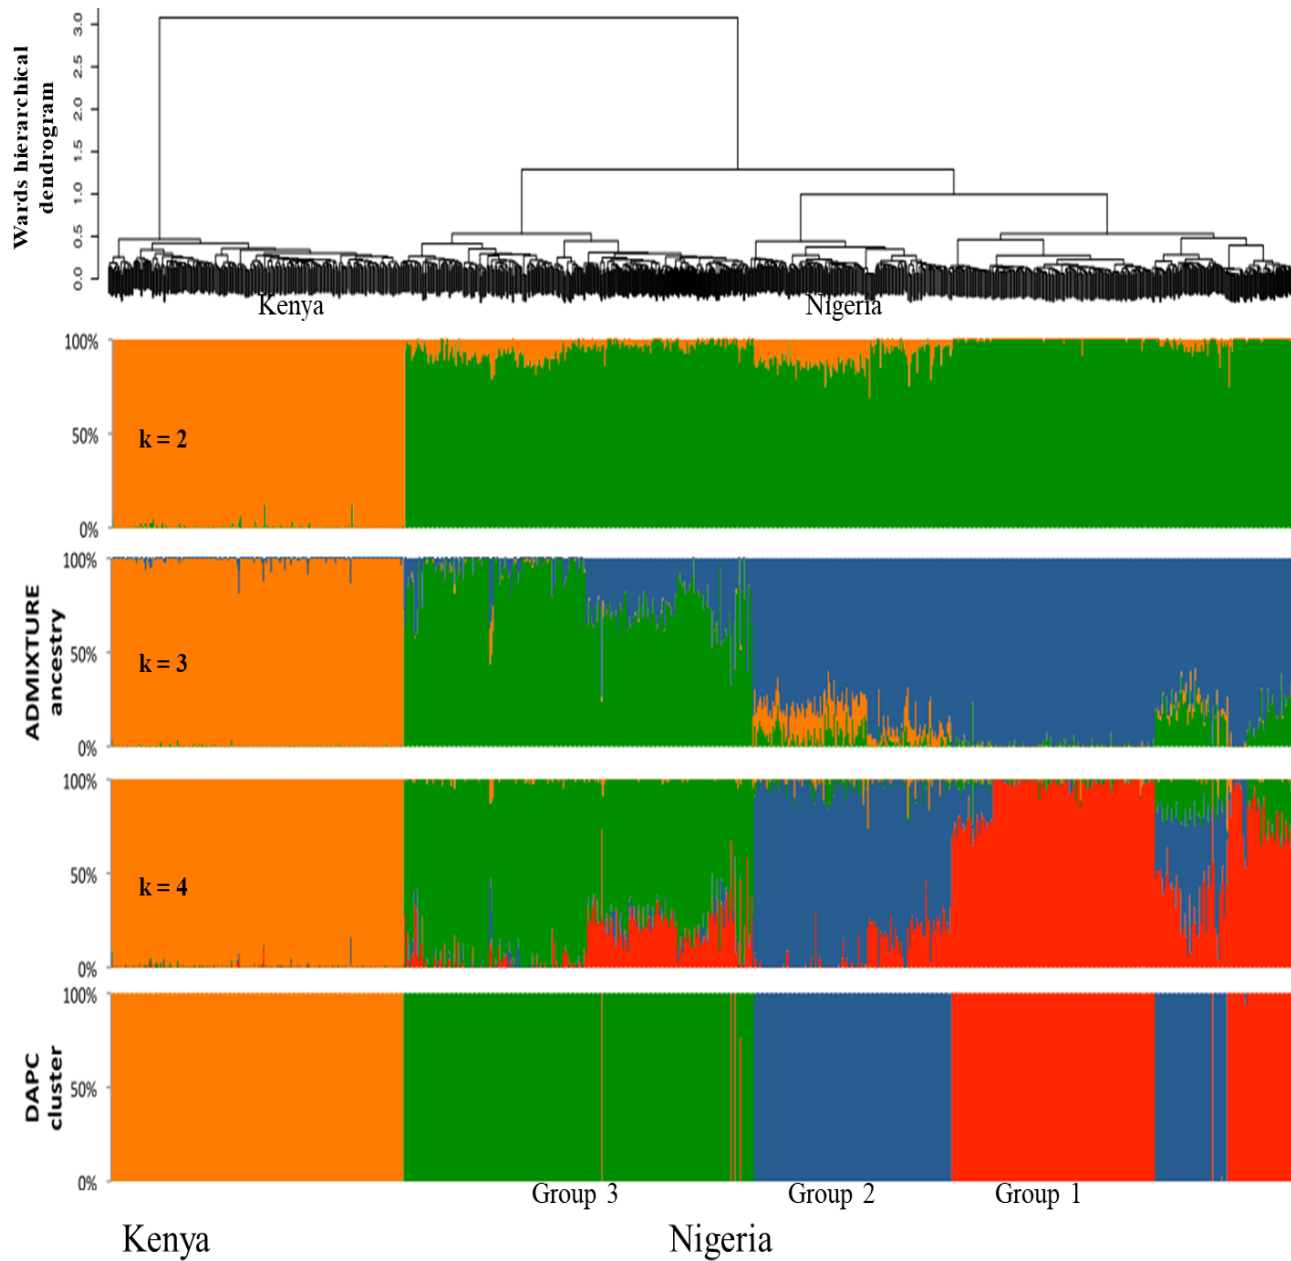 Wards hierarchical
dendrogram
3.0
2.5
2.0
1.5
1.0
0.5
0.0
Kenya
Nigeria
100%
50%
0%
k = 2
ADMIXTURE
ancestry
100%
50%
0%
k = 3
100%
50%
0%
k = 4
DAPC
cluster
100%
50%
0%
Group 3
Group 2
Group 1
Kenya
Nigeria